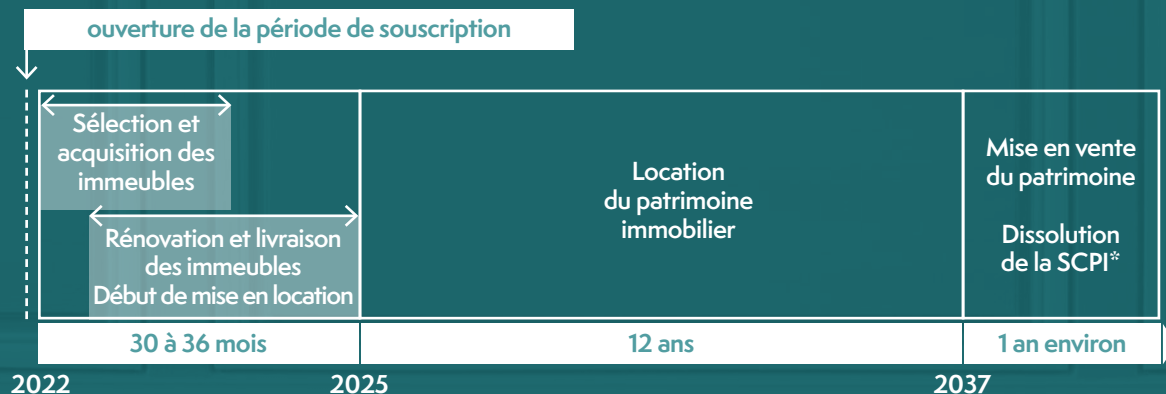 ouverture de la période de souscription
Sélection et
acquisition des
immeubles
Rénovation et livraison
des immeubles
Début de mise en location
Location
du patrimoine
immobilier
Mise en vente
du patrimoine
Dissolution
de la SCPI*
30 à 36 mois
12 ans
1 an environ
2022
2025
2037